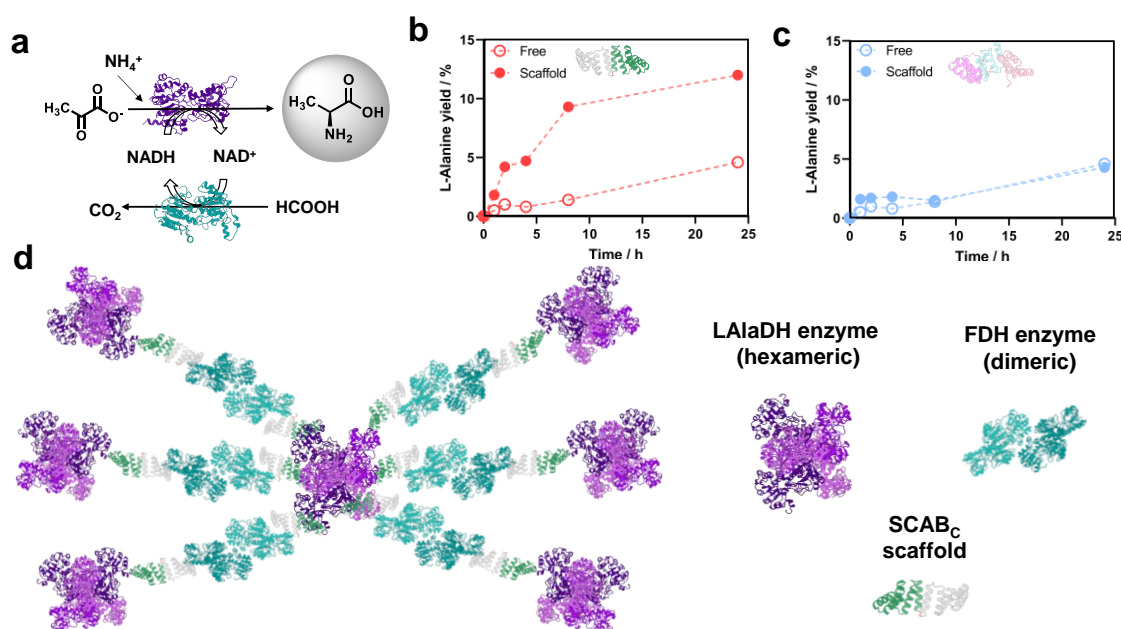 a
NH₄⁺
H₃C
O
O
O⁻
NADH
NAD⁺
CO₂
HCOOH
H₃C
O
OH
NH₂
b
L-Alanine yield / %
15
10
5
0
Free
Scaffold
0
5
10
15
20
25
Time / h
c
L-Alanine yield / %
15
10
5
0
Free
Scaffold
0
5
10
15
20
25
Time / h
d
LAlaDH enzyme
(hexameric)
FDH enzyme
(dimeric)
SCAB_C
scaffold